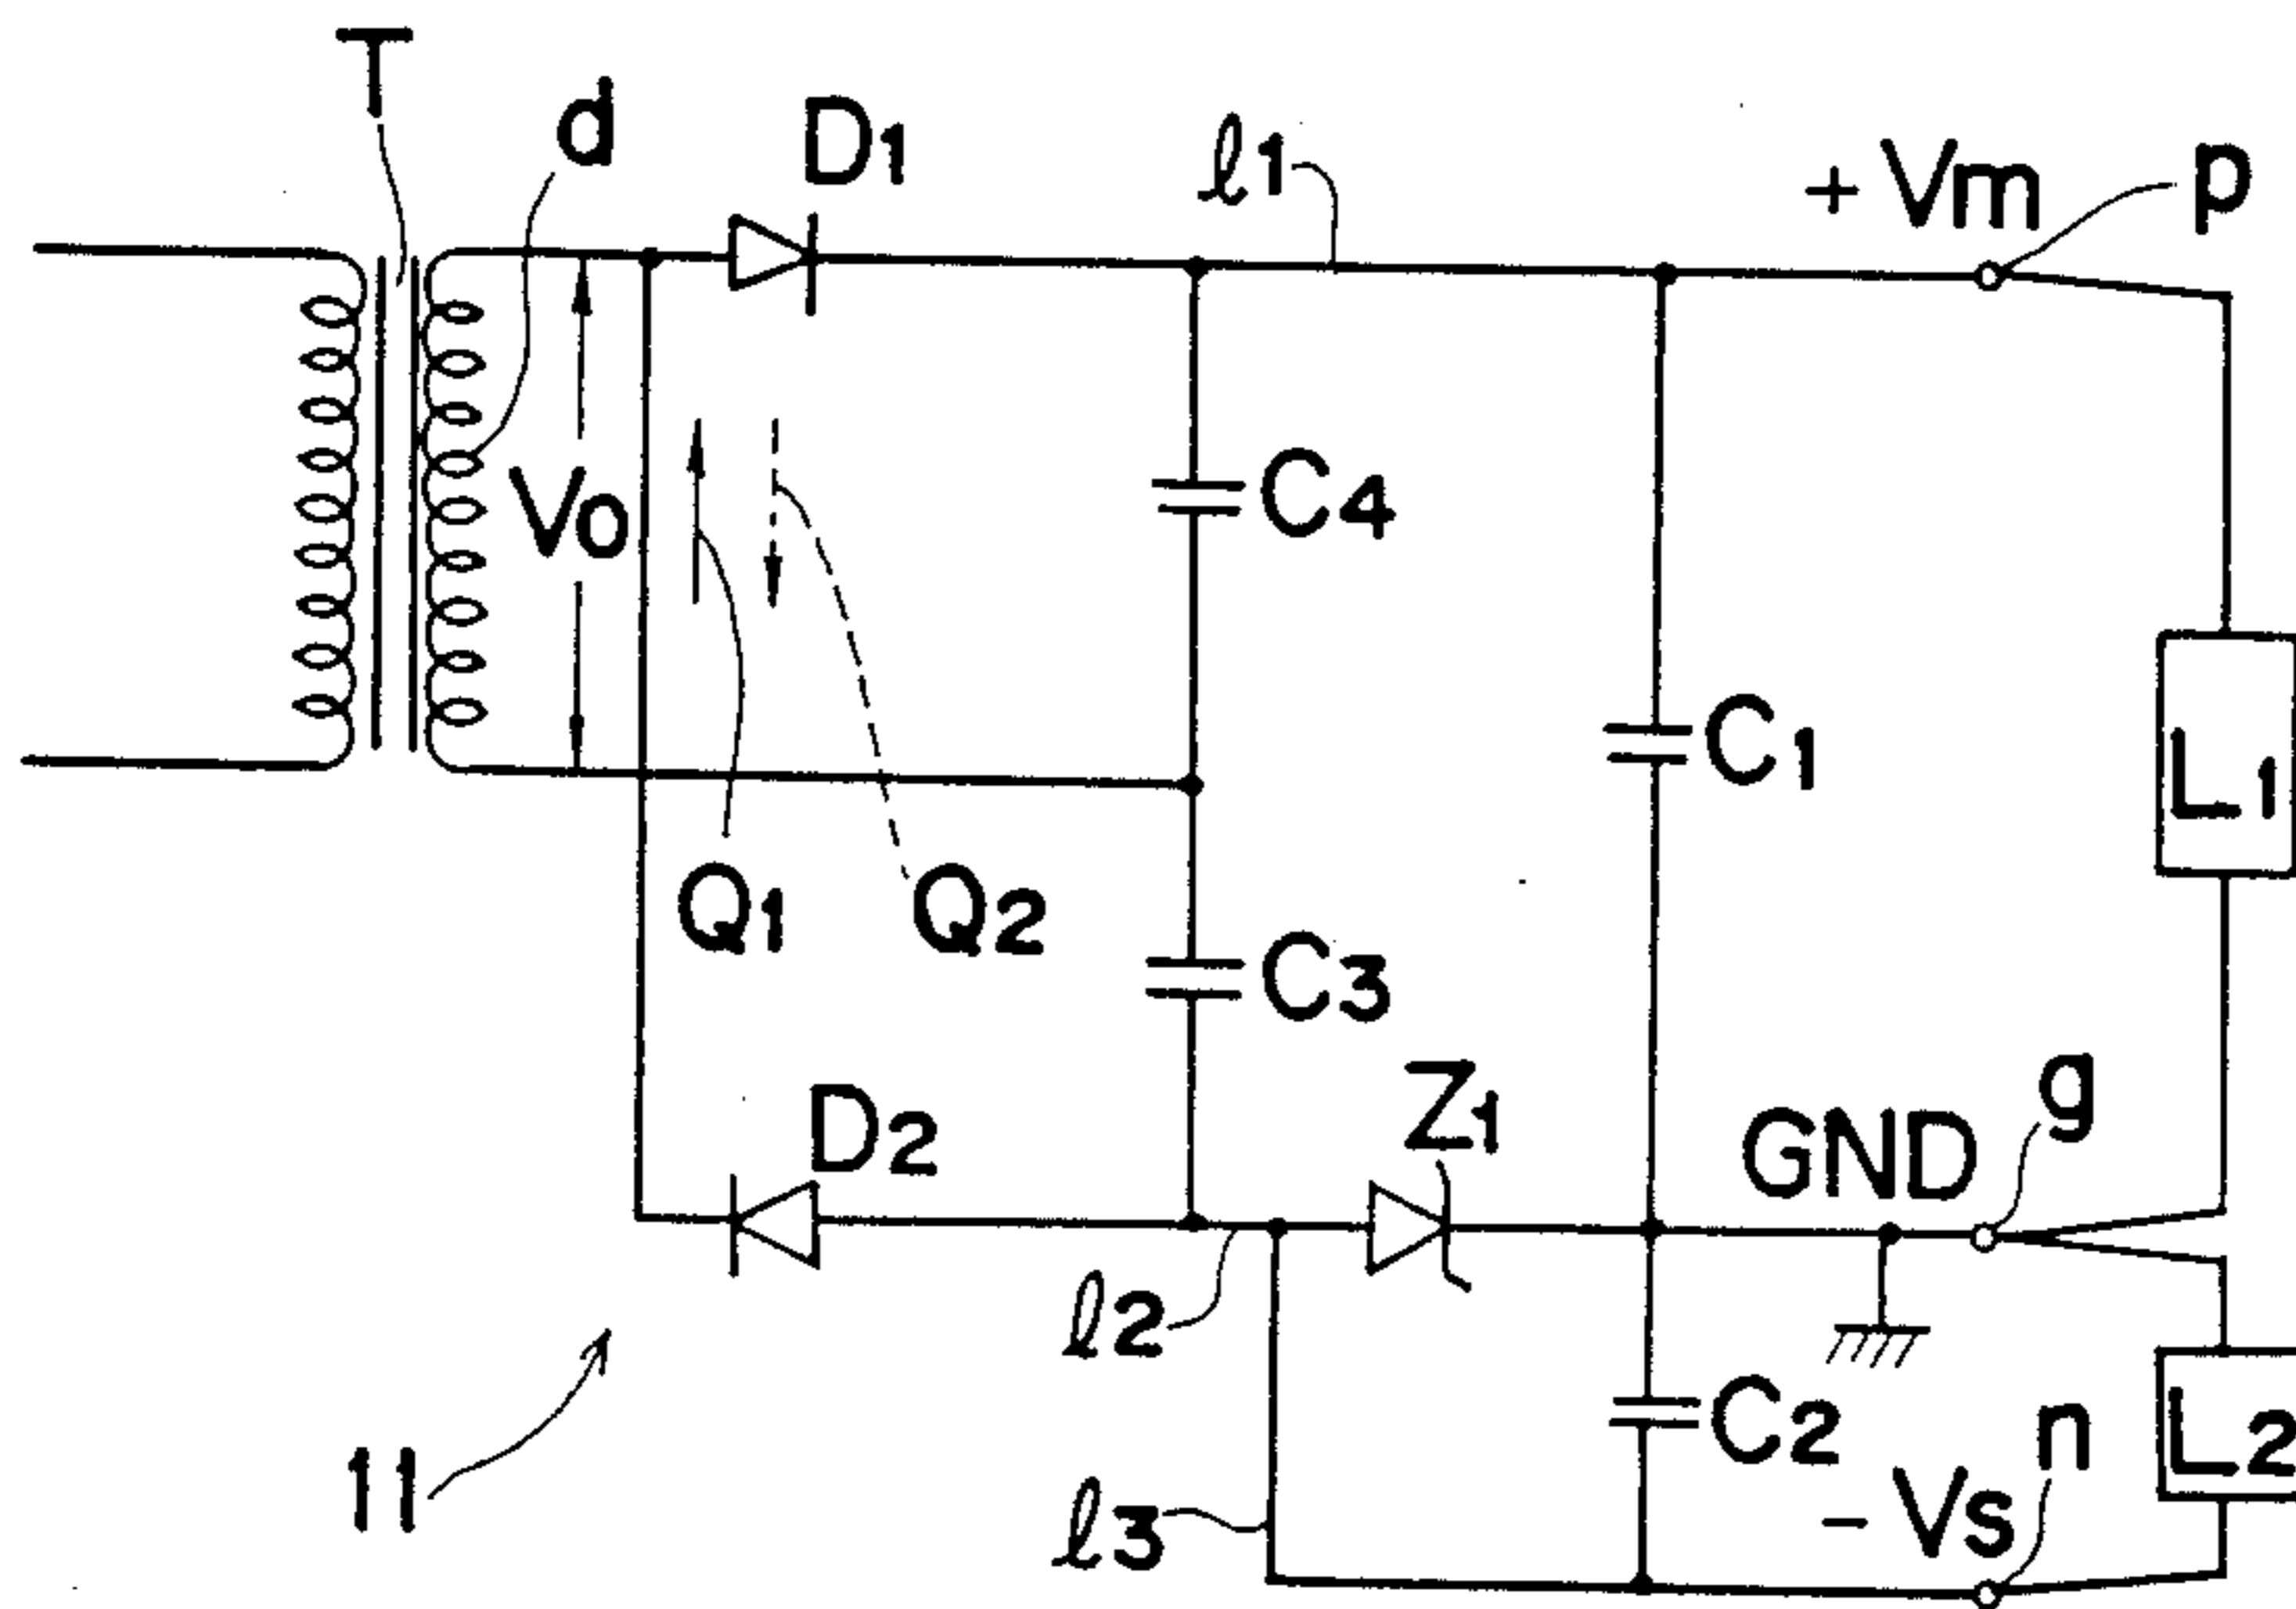 T
d
D1
ℓ1
+Vm
p
Vo
C4
C1
L1
Q1
Q2
C3
Z1
g
D2
GND
ℓ2
11
C2
n
L2
ℓ3
-Vs